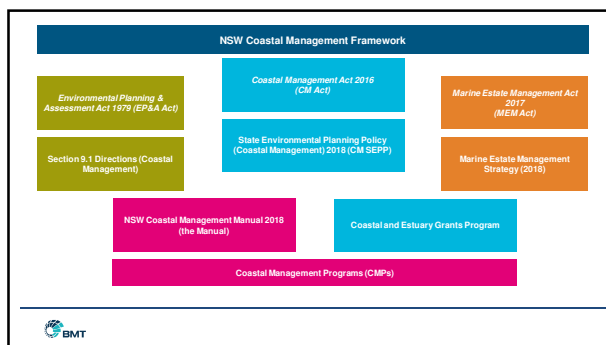 NSW Coastal Management Framework
Environmental Planning &
Assessment Act 1979 (EP&A Act)
Coastal Management Act 2016
(CM Act)
Marine Estate Management Act
2017
(MEM Act)
Section 9.1 Directions (Coastal
Management)
State Environmental Planning Policy
(Coastal Management) 2018 (CM SEPP)
Marine Estate Management
Strategy (2018)
NSW Coastal Management Manual 2018
(the Manual)
Coastal and Estuary Grants Program
Coastal Management Programs (CMPs)
BMT